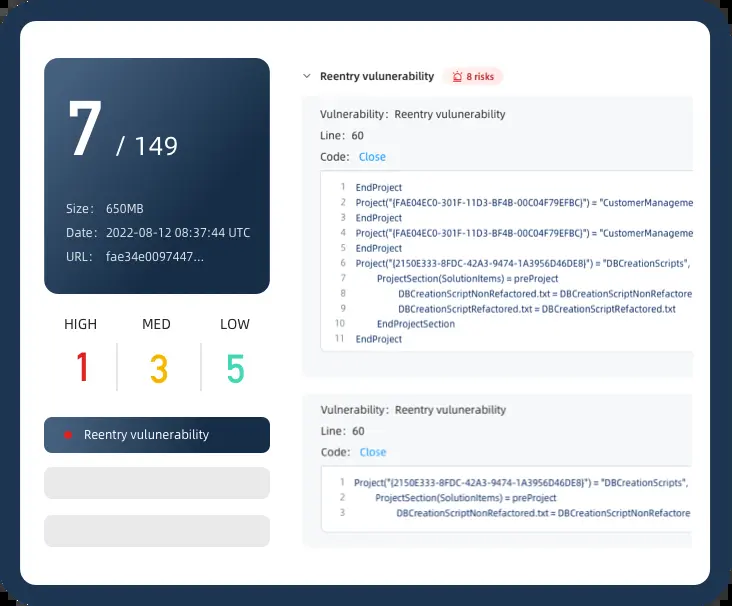 7 / 149
Size: 650MB
Date: 2022-08-12 08:37:44 UTC
URL: fae34e0097447...
HIGH MED LOW
1 3 5
Reentry vulunerability
Reentry vulunerability 8 risks
Vulnerability: Reentry vulunerability
Line: 60
Code: Close
1 EndProject
2 Project("{FAE04EC0-301F-11D3-BF4B-00C04F79EFBC}") = "CustomerManageme
3 EndProject
4 Project("{FAE04EC0-301F-11D3-BF4B-00C04F79EFBC}") = "CustomerManageme
5 EndProject
6 Project("{2150E333-8FDC-42A3-9474-1A3956D46DE8}") = "DBCreationScripts",
7 ProjectSection(SolutionItems) = preProject
8 DBCreationScriptNonRefactored.txt = DBCreationScriptNonRefactore
9 DBCreationScriptRefactored.txt = DBCreationScriptRefactored.txt
10 EndProjectSection
11 EndProject
Vulnerability: Reentry vulunerability
Line: 60
Code: Close
1 Project("{2150E333-8FDC-42A3-9474-1A3956D46DE8}") = "DBCreationScripts",
2 ProjectSection(SolutionItems) = preProject
3 DBCreationScriptNonRefactored.txt = DBCreationScriptNonRefactore